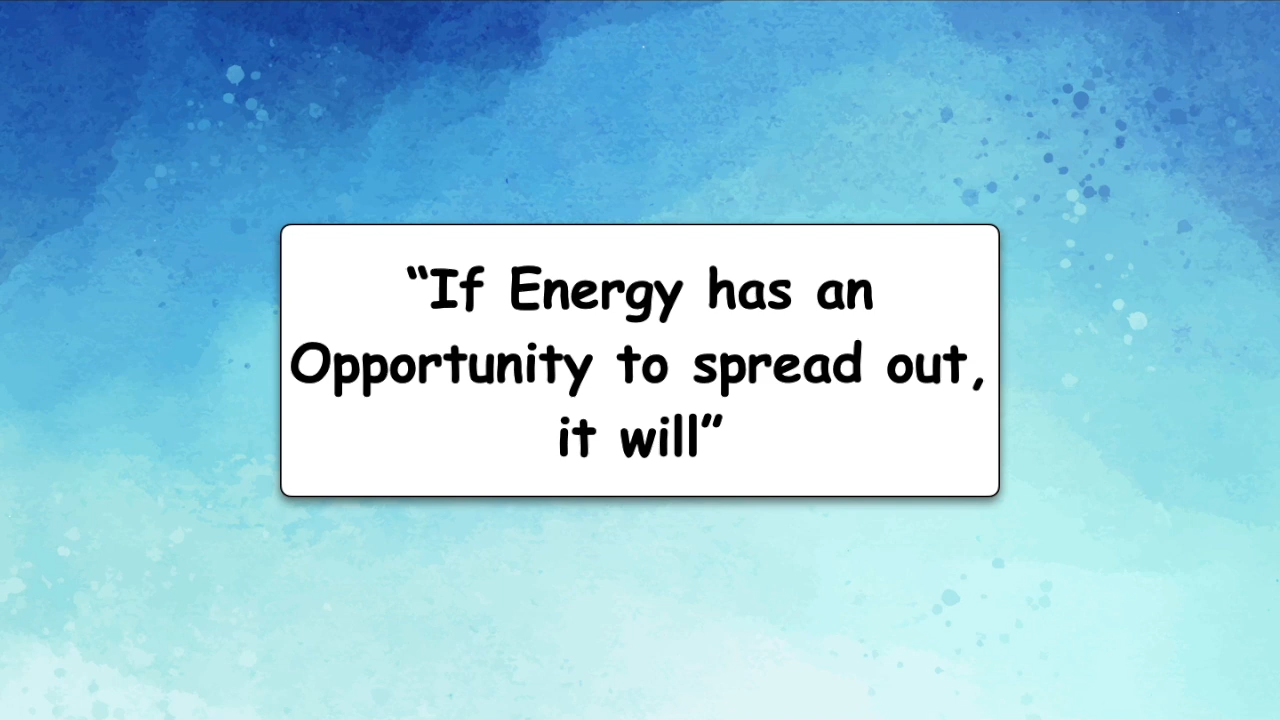 “If Energy has an
Opportunity to spread out,
it will”